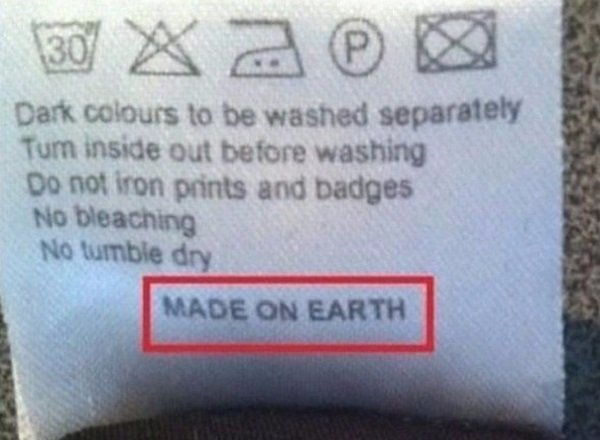 30 P
Dark colours to be washed separately
Turn inside out before washing
Do not iron prints and badges
No bleaching
No tumble dry
MADE ON EARTH